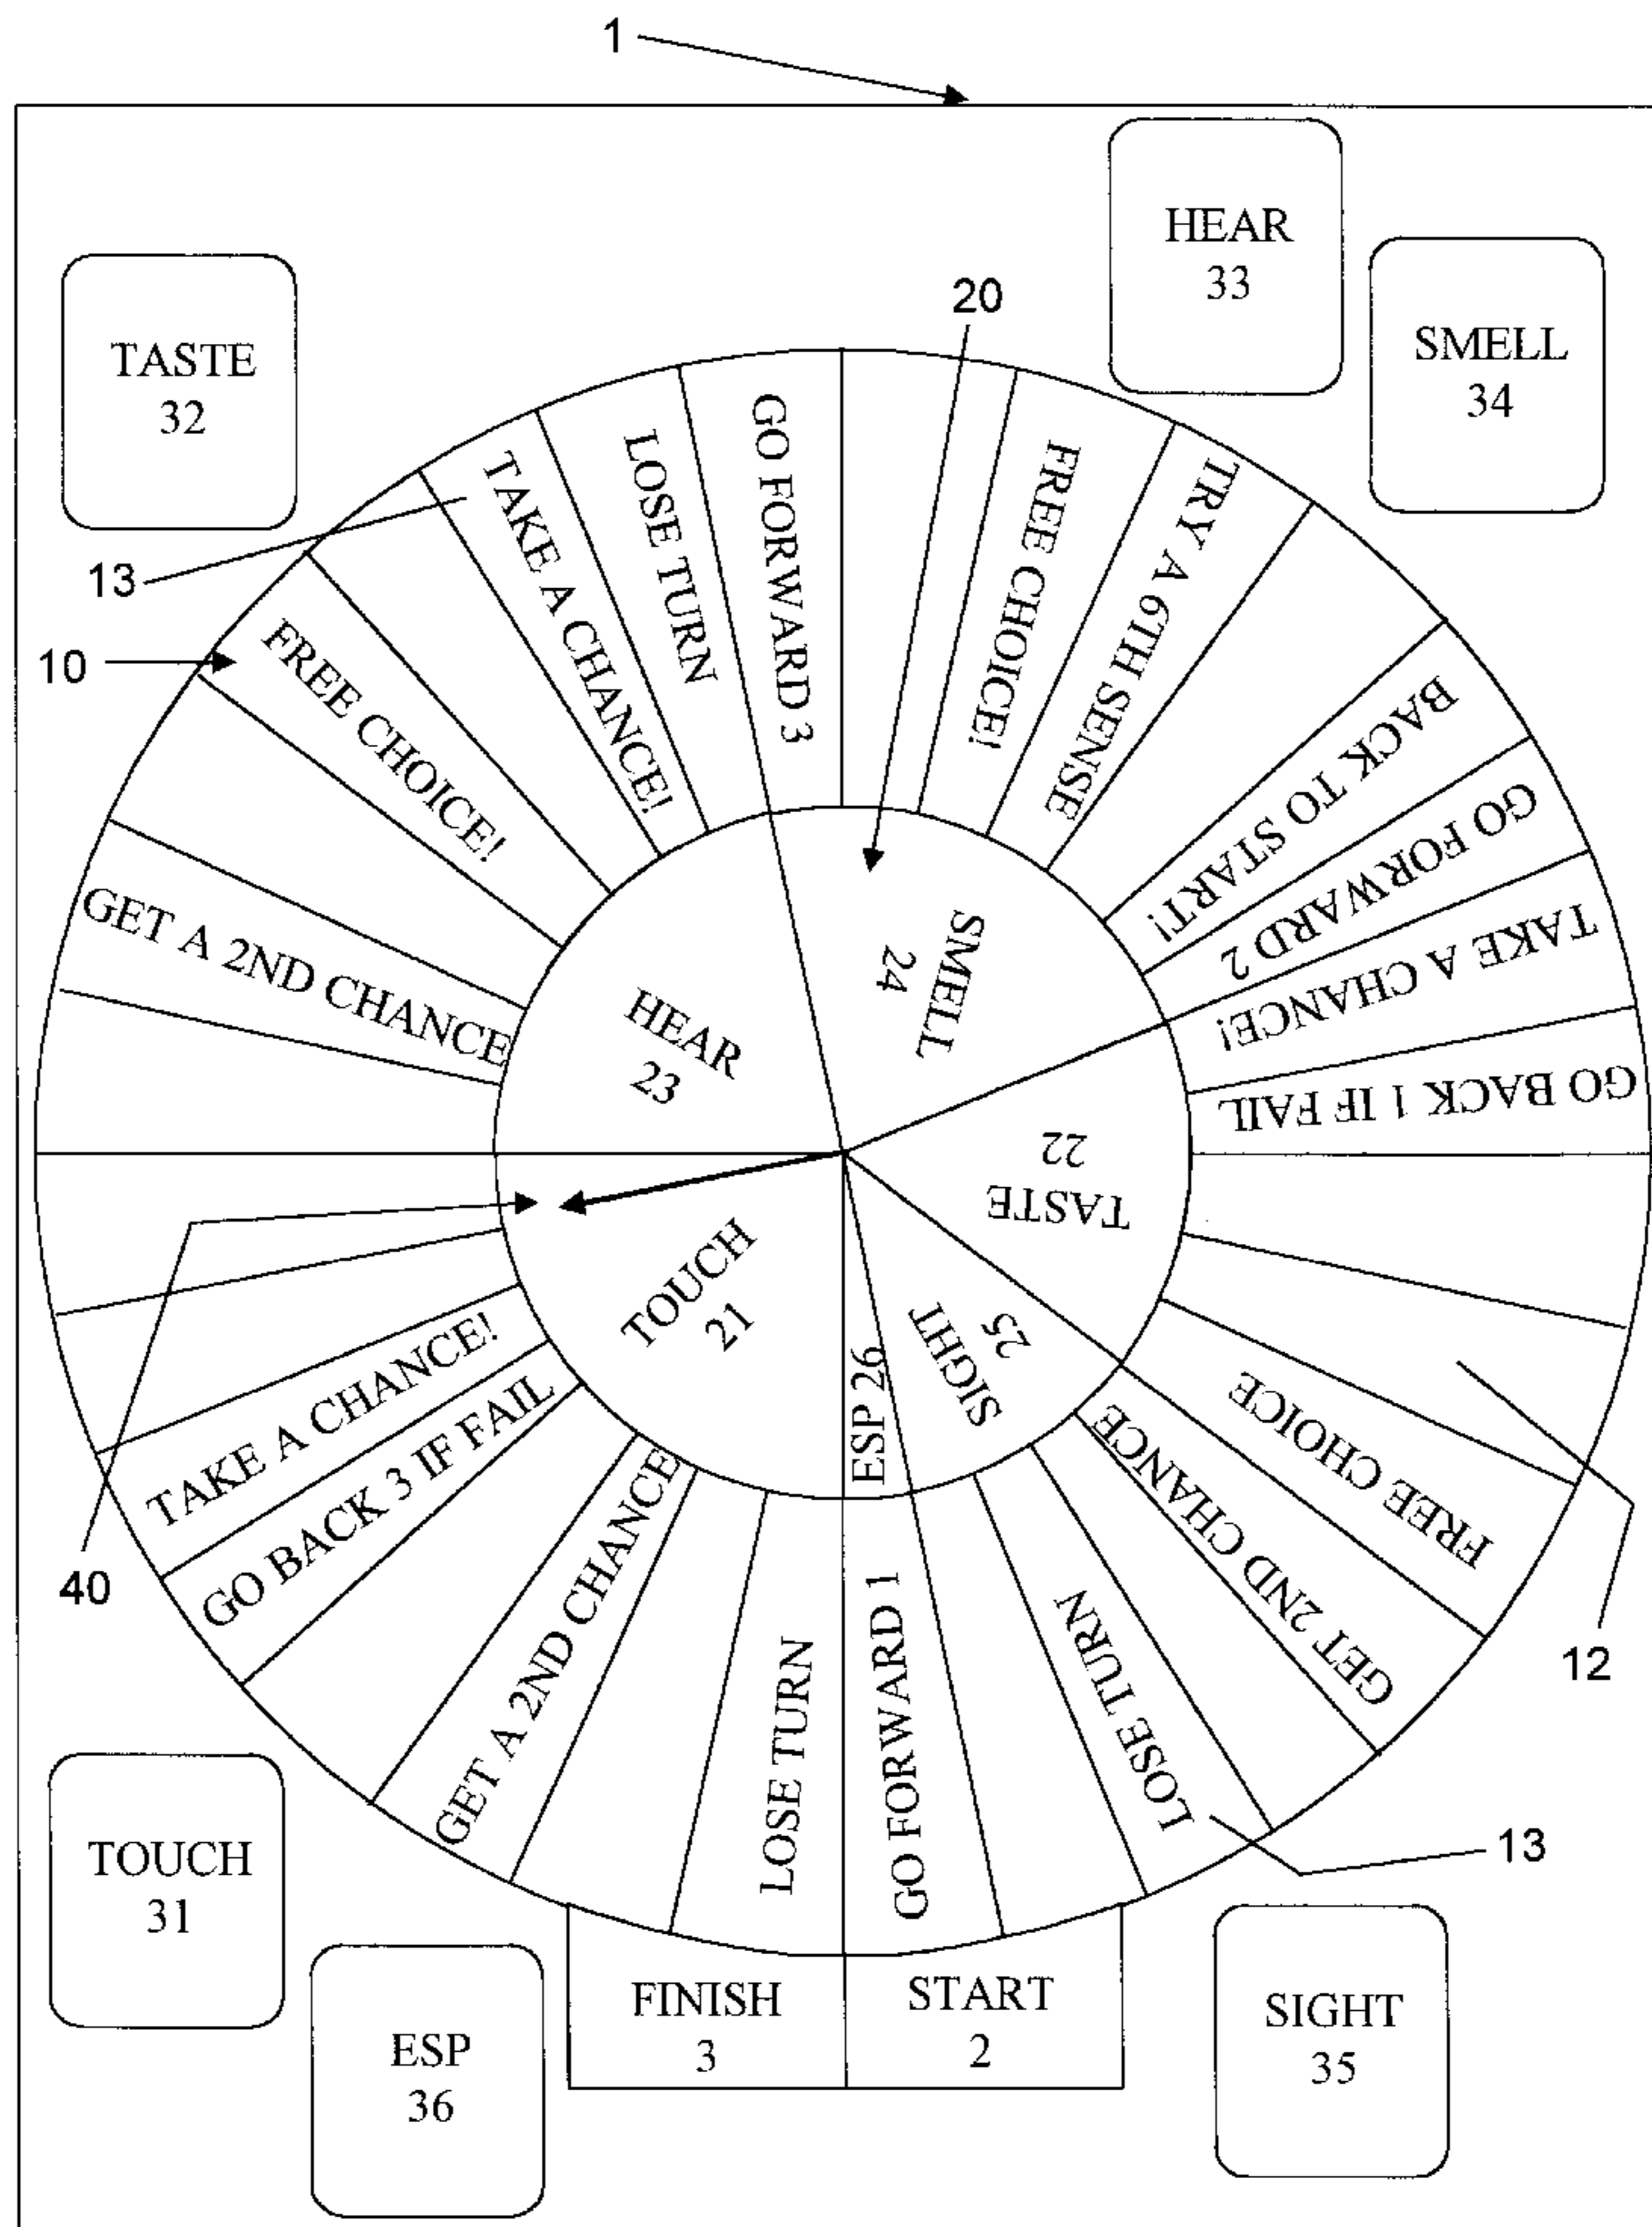 1
HEAR
33
SMELL
34
TASTE
32
20
13
10
GO FORWARD 3
LOSE TURN
TAKE A CHANCE!
FREE CHOICE!
GET A 2ND CHANCE
FREE CHOICE!
TRY A 6TH SENSE
BACK TO START!
GO FORWARD 2
TAKE A CHANCE!
GO BACK 1 IF FAIL
SMELL
24
HEAR
23
22
TASTE
TOUCH
21
ESP 26
SIGHT
25
TAKE A CHANCE!
GO BACK 3 IF FAIL
GET A 2ND CHANCE
LOSE TURN
GO FORWARD 1
LOSE TURN
GET 2ND CHANCE
FREE CHOICE
40
12
13
TOUCH
31
ESP
36
FINISH
3
START
2
SIGHT
35